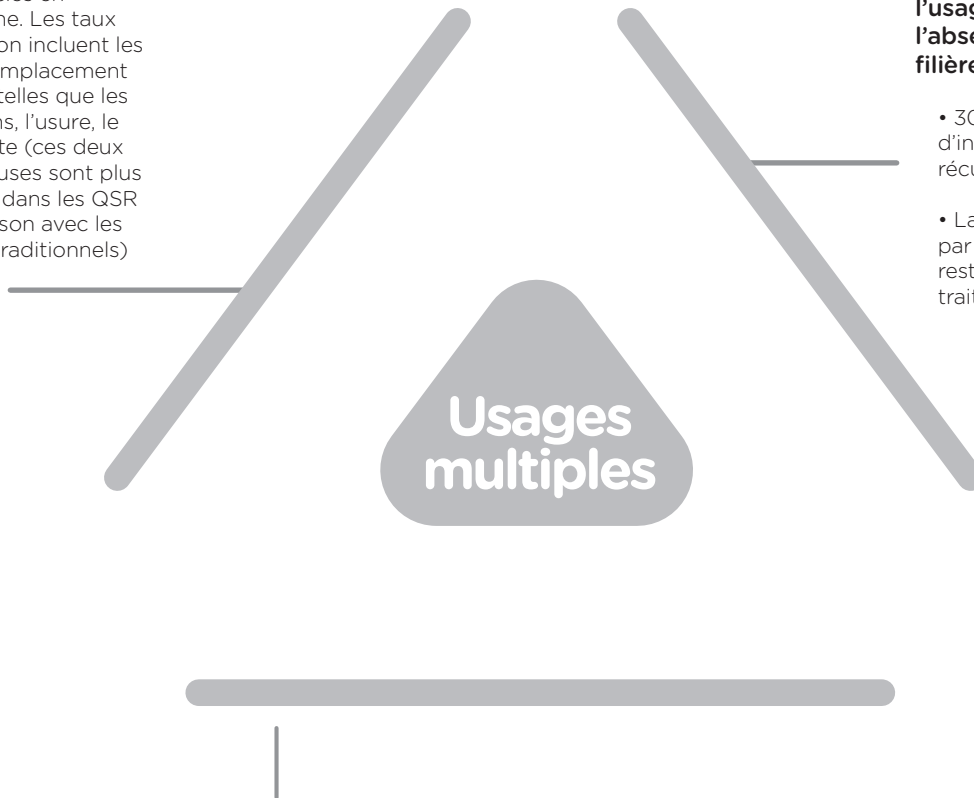 ne. Les taux
on incluent les
mplacement
telles que les
ns, l'usure, le
te (ces deux
uses sont plus
dans les QSR
son avec les
raditionnels)
l'usag
l'abse
filière
• 30
d'in
récu
• La
par
rest
trait
Usages
multiples